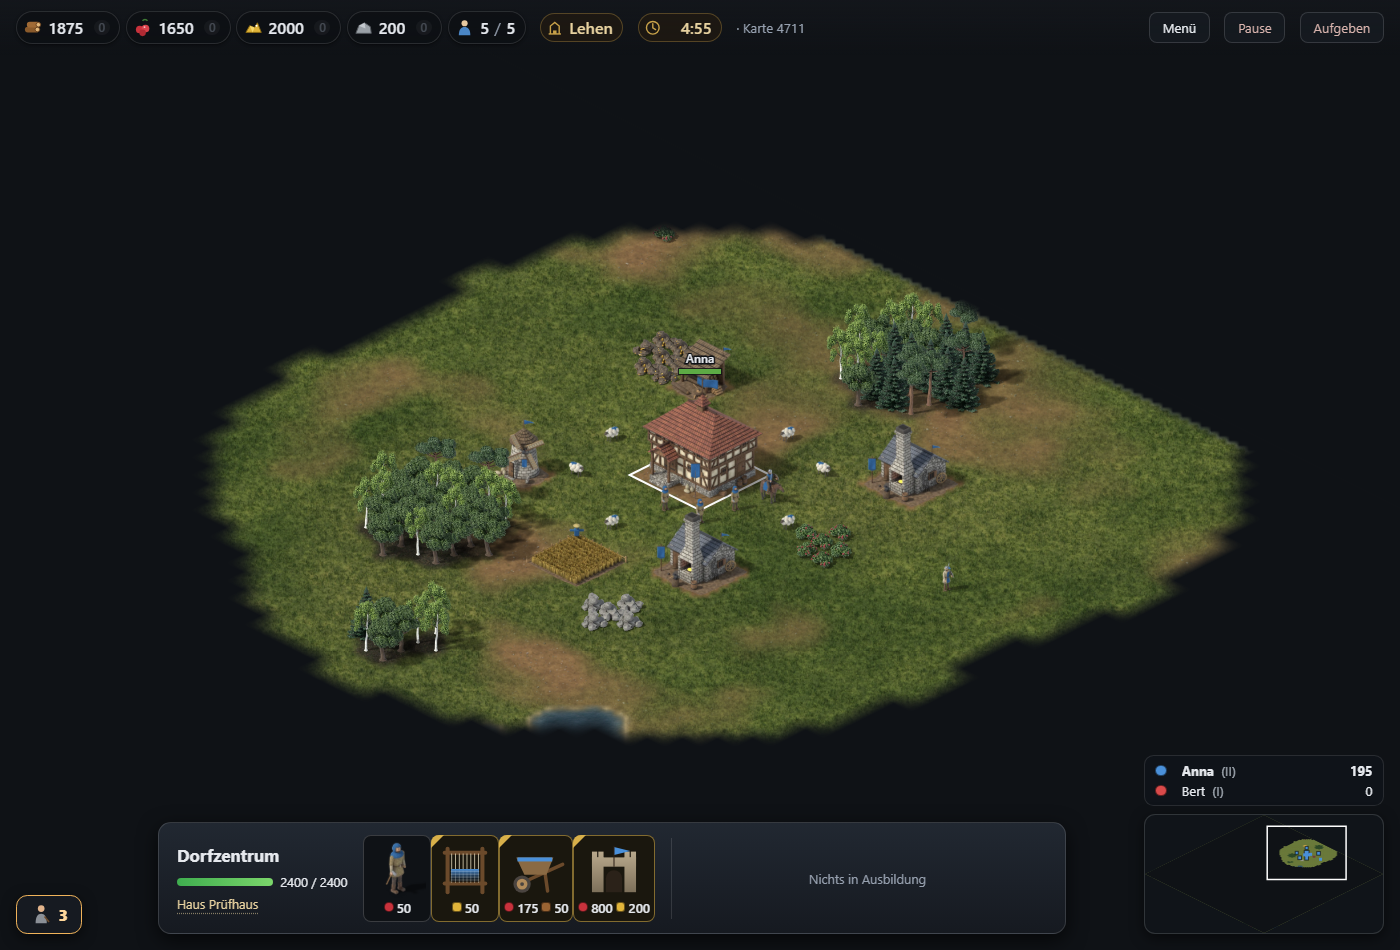 1875 0 1650 0 2000 0 200 0 5 / 5 Lehen 4:55 · Karte 4711 Menü Pause Aufgeben
Anna
Anna (II) 195
Bert (I) 0
Dorfzentrum
2400 / 2400
Haus Prüfhaus
50 50 175 50 800 200
Nichts in Ausbildung
3